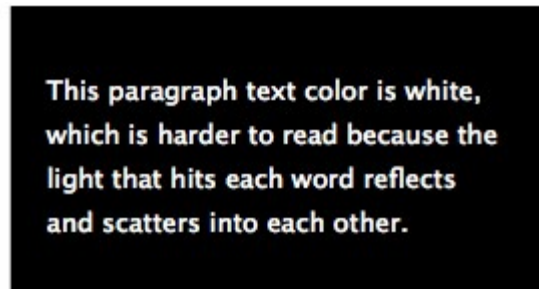 This paragraph text color is white,
which is harder to read because the
light that hits each word reflects
and scatters into each other.